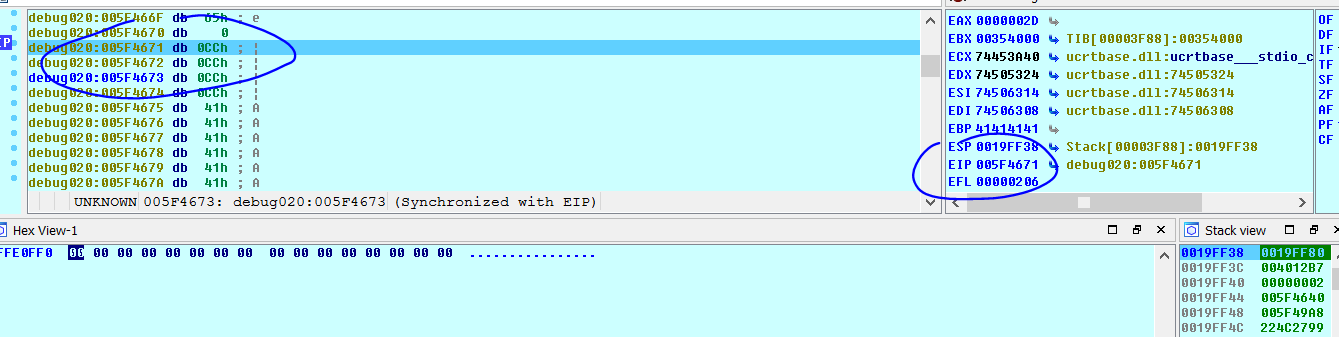 debug020:005F466F db 65h ; e
debug020:005F4670 db 0
debug020:005F4671 db 0CCh ; ¦
debug020:005F4672 db 0CCh ; ¦
debug020:005F4673 db 0CCh ; ¦
debug020:005F4674 db 0CCh ; ¦
debug020:005F4675 db 41h ; A
debug020:005F4676 db 41h ; A
debug020:005F4677 db 41h ; A
debug020:005F4678 db 41h ; A
debug020:005F4679 db 41h ; A
debug020:005F467A db 41h ; A
UNKNOWN 005F4673: debug020:005F4673 (Synchronized with EIP)
EAX 0000002D
EBX 00354000 TIB[00003F88]:00354000
ECX 74453A40 ucrtbase.dll:ucrtbase___stdio_c
EDX 74505324 ucrtbase.dll:74505324
ESI 74506314 ucrtbase.dll:74506314
EDI 74506308 ucrtbase.dll:74506308
EBP 41414141
ESP 0019FF38 Stack[00003F88]:0019FF38
EIP 005F4671 debug020:005F4671
EFL 00000206
OF
DF
IF
TF
SF
ZF
AF
PF
CF
Hex View-1
FFE0FF0 00 00 00 00 00 00 00 00 00 00 00 00 00 00 00 00 ................
Stack view
0019FF38 0019FF80
0019FF3C 004012B7
0019FF40 00000002
0019FF44 005F4640
0019FF48 005F49A8
0019FF4C 224C2799